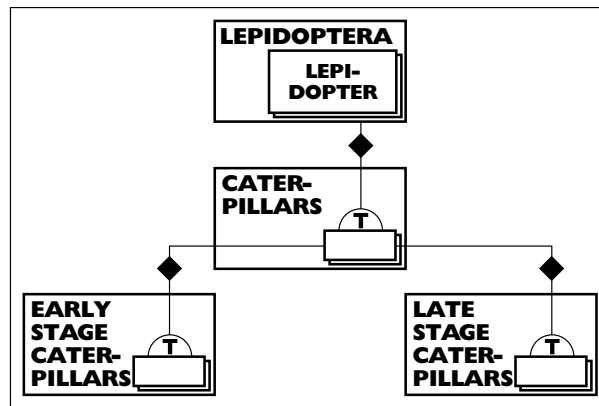 LEPIDOPTERA
LEPI-
DOPTER
CATER-
PILLARS
T
EARLY
STAGE
CATER-
PILLARS
T
LATE
STAGE
CATER-
PILLARS
T